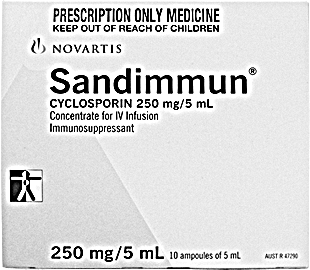 PRESCRIPTION ONLY MEDICINE
KEEP OUT OF REACH OF CHILDREN
NOVARTIS
Sandimmun®
CYCLOSPORIN 250 mg/5 mL
Concentrate for IV Infusion
Immunosuppressant
250 mg/5 mL 10 ampoules of 5 mL
AUST R 47290